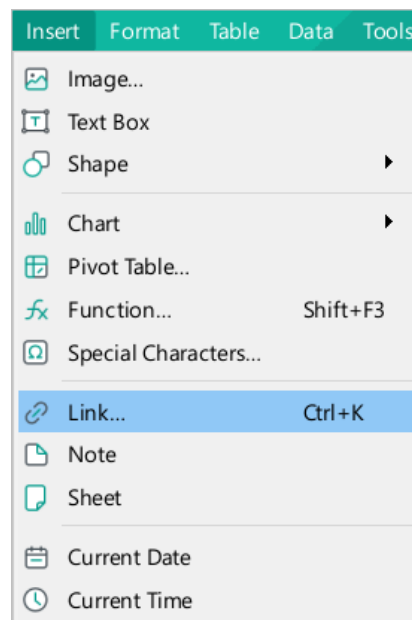 Insert Format Table Data Tools
Image...
Text Box
Shape
Chart
Pivot Table...
Function... Shift+F3
Special Characters...
Link... Ctrl+K
Note
Sheet
Current Date
Current Time